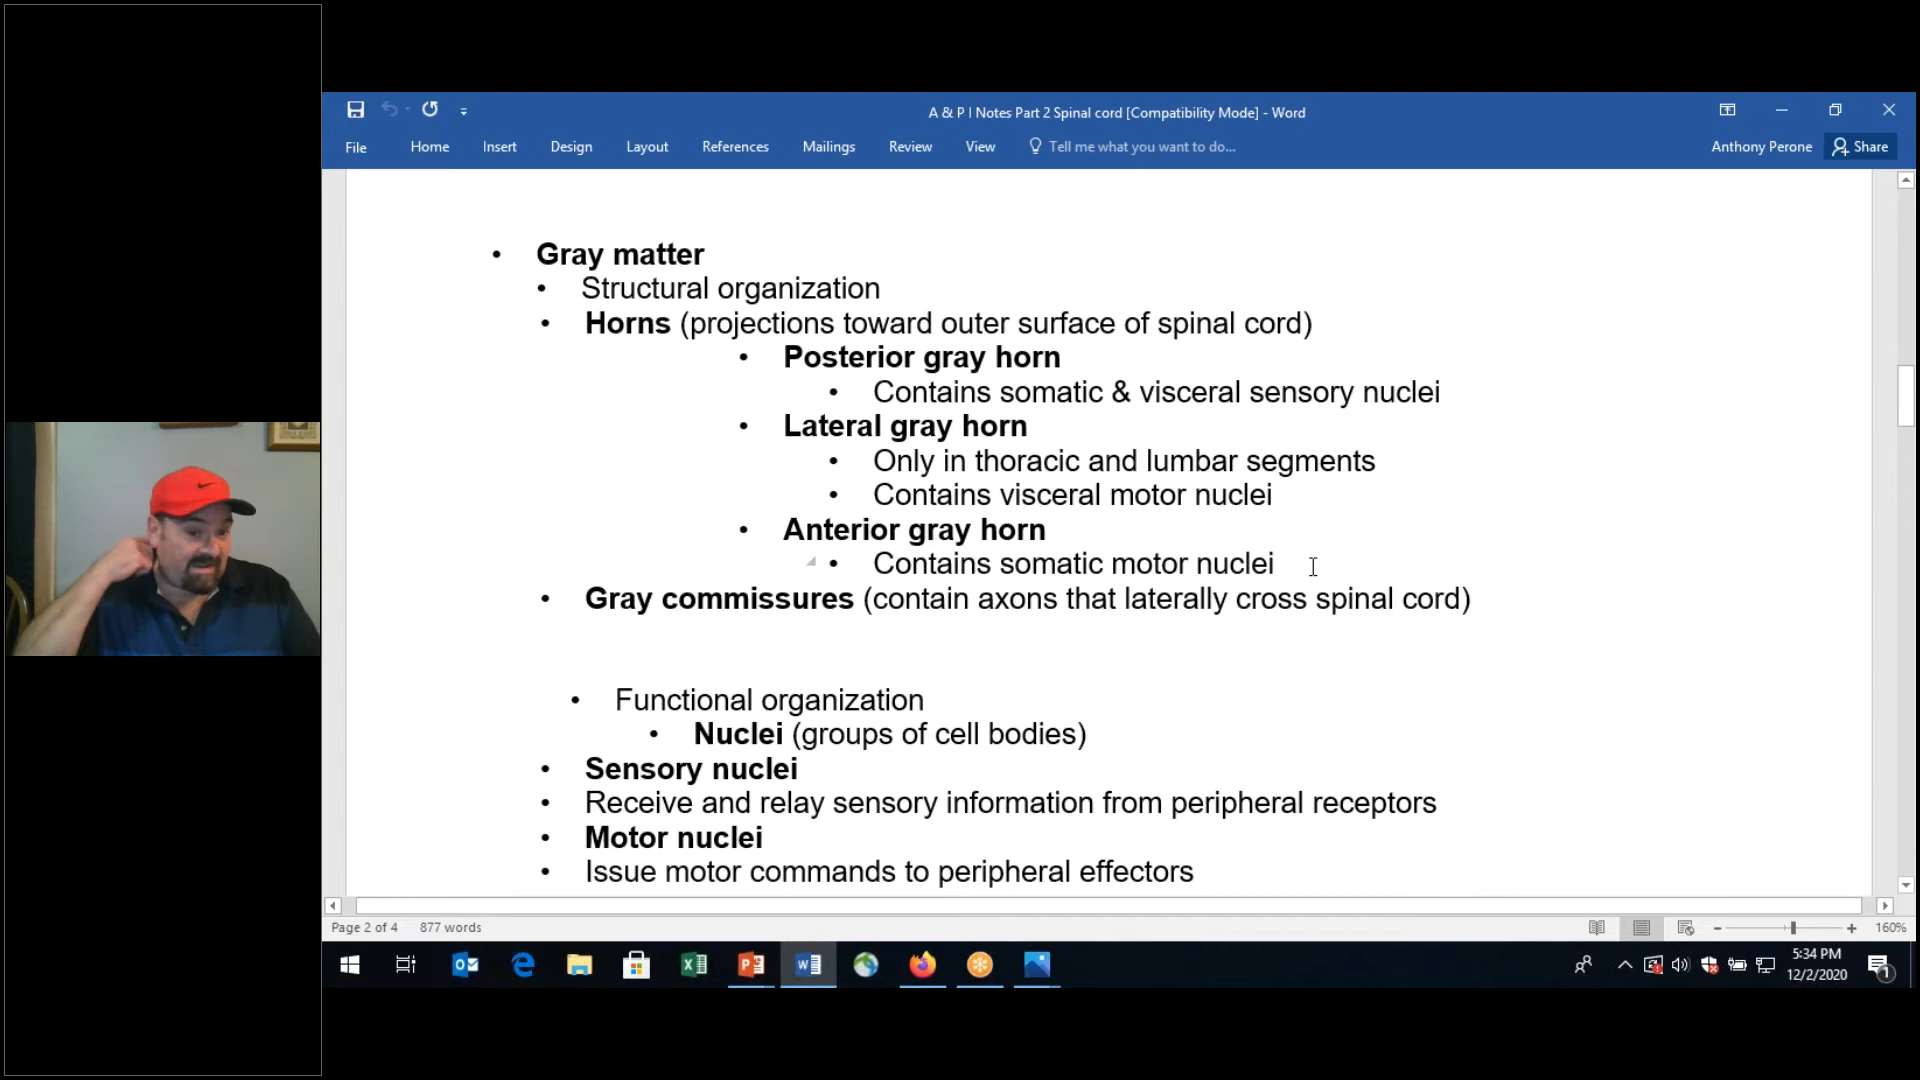 A & P I Notes Part 2 Spinal cord [Compatibility Mode] - Word
File Home Insert Design Layout References Mailings Review View Tell me what you want to do... Anthony Perone Share
• Gray matter
• Structural organization
• Horns (projections toward outer surface of spinal cord)
• Posterior gray horn
• Contains somatic & visceral sensory nuclei
• Lateral gray horn
• Only in thoracic and lumbar segments
• Contains visceral motor nuclei
• Anterior gray horn
• Contains somatic motor nuclei
• Gray commissures (contain axons that laterally cross spinal cord)
• Functional organization
• Nuclei (groups of cell bodies)
• Sensory nuclei
• Receive and relay sensory information from peripheral receptors
• Motor nuclei
• Issue motor commands to peripheral effectors
Page 2 of 4 877 words 160%
5:34 PM
12/2/2020
1